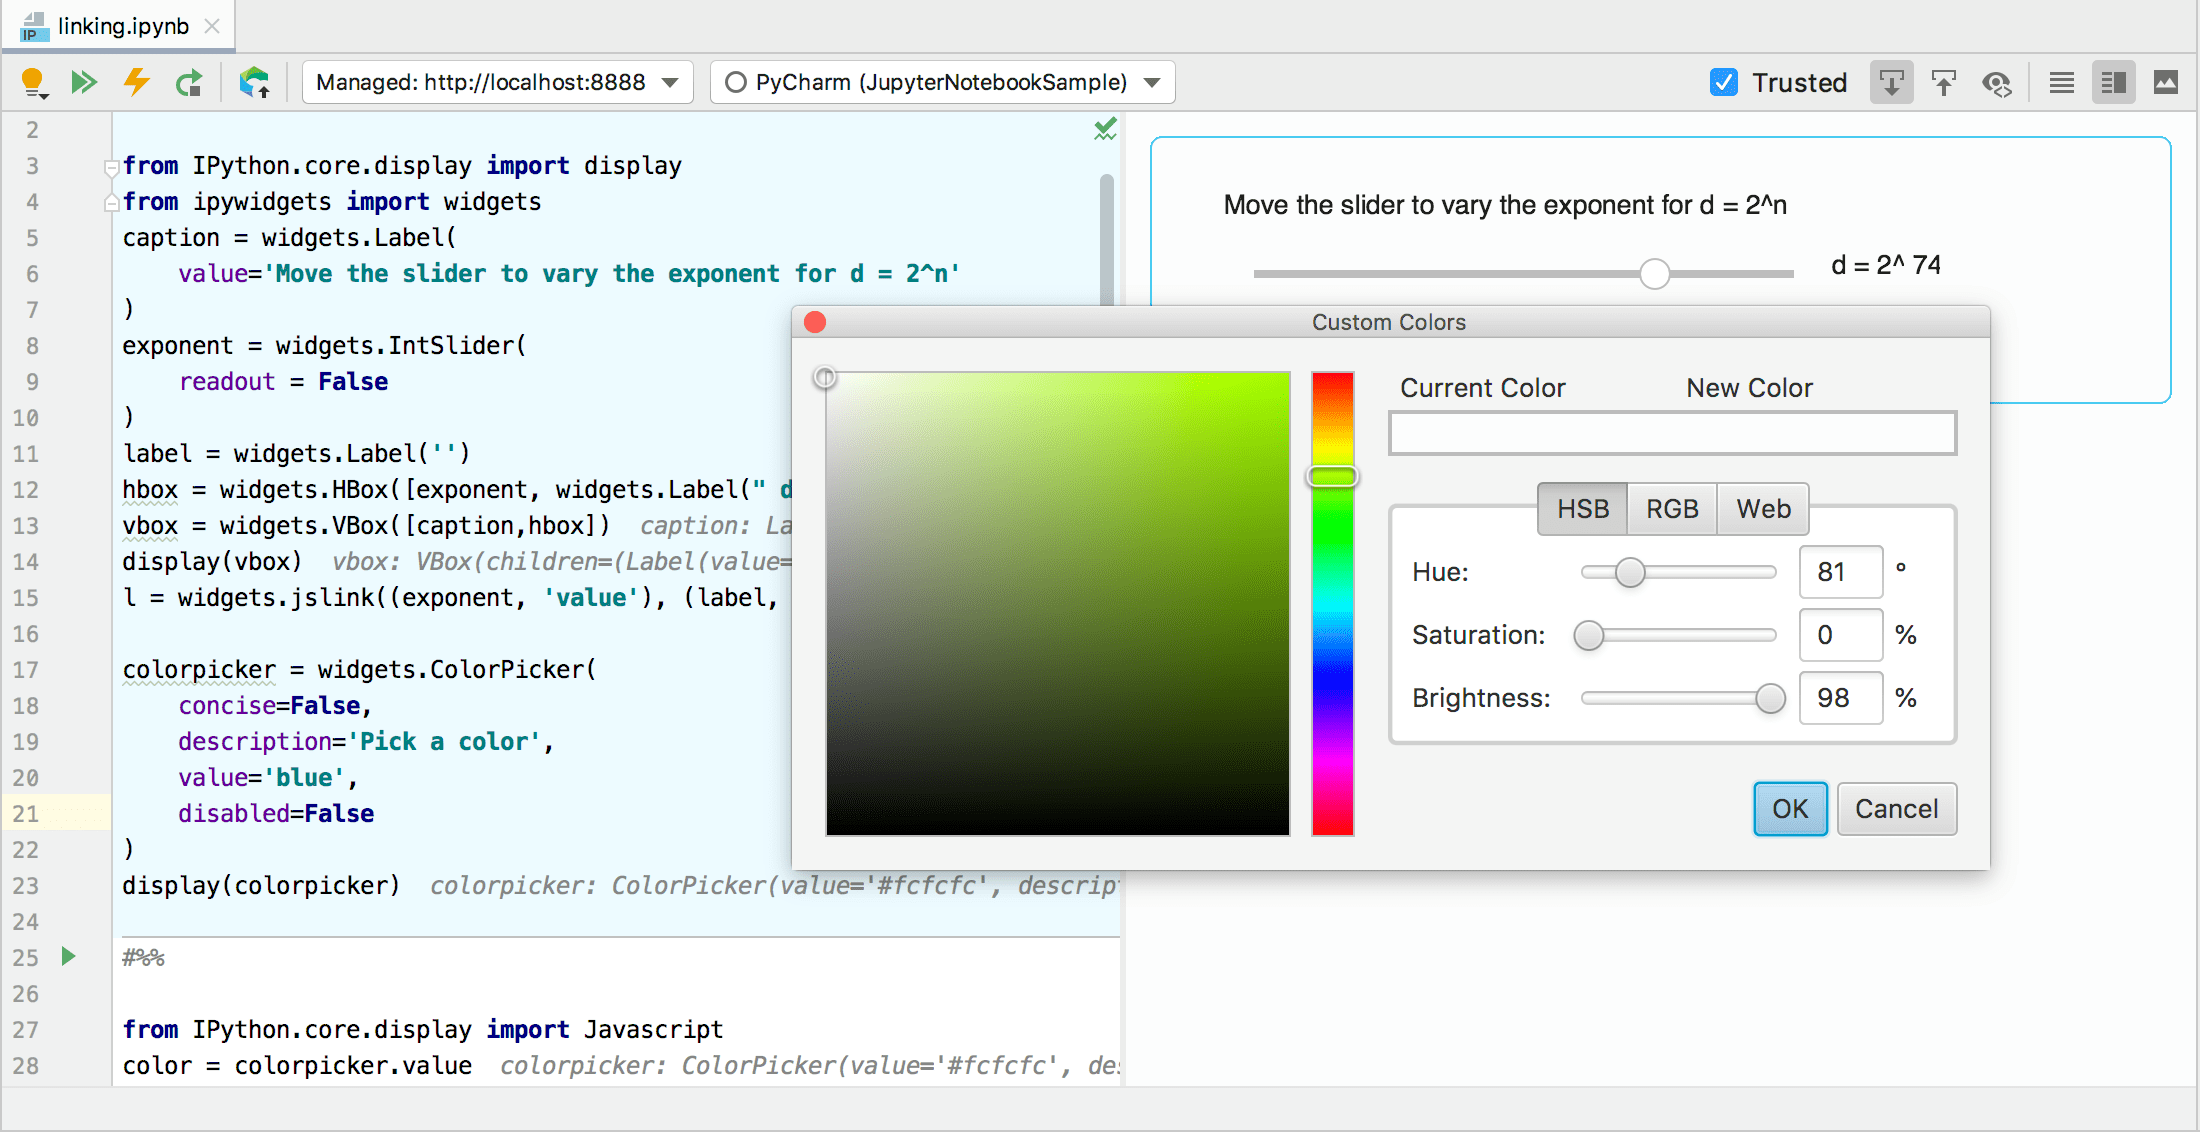 linking.ipynb
Managed: http://localhost:8888
PyCharm (JupyterNotebookSample)
Trusted
2
3 from IPython.core.display import display
4 from ipywidgets import widgets
5 caption = widgets.Label(
6 value='Move the slider to vary the exponent for d = 2^n'
7 )
8 exponent = widgets.IntSlider(
9 readout = False
10 )
11 label = widgets.Label('')
12 hbox = widgets.HBox([exponent, widgets.Label(" d
13 vbox = widgets.VBox([caption,hbox]) caption: La
14 display(vbox) vbox: VBox(children=(Label(value=
15 l = widgets.jslink((exponent, 'value'), (label,
16
17 colorpicker = widgets.ColorPicker(
18 concise=False,
19 description='Pick a color',
20 value='blue',
21 disabled=False
22 )
23 display(colorpicker) colorpicker: ColorPicker(value='#fcfcfc', descrip
24
25 #%%
26
27 from IPython.core.display import Javascript
28 color = colorpicker.value colorpicker: ColorPicker(value='#fcfcfc', des
Move the slider to vary the exponent for d = 2^n
d = 2^ 74
Custom Colors
Current Color New Color
HSB RGB Web
Hue: 81 °
Saturation: 0 %
Brightness: 98 %
OK Cancel
IP